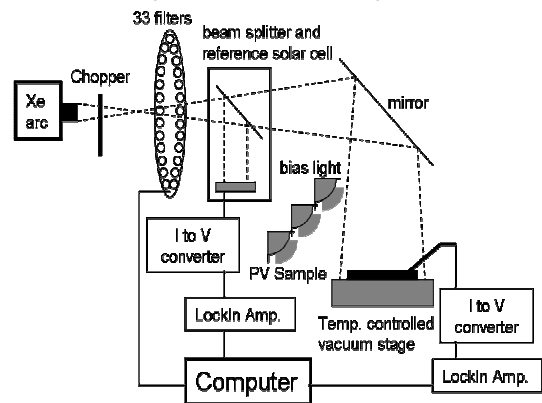 33 filters
beam splitter and
reference solar cell
Chopper
Xe
arc
mirror
bias light
I to V
converter
PV Sample
I to V
converter
LockIn Amp.
Temp. controlled
vacuum stage
Computer
LockIn Amp.